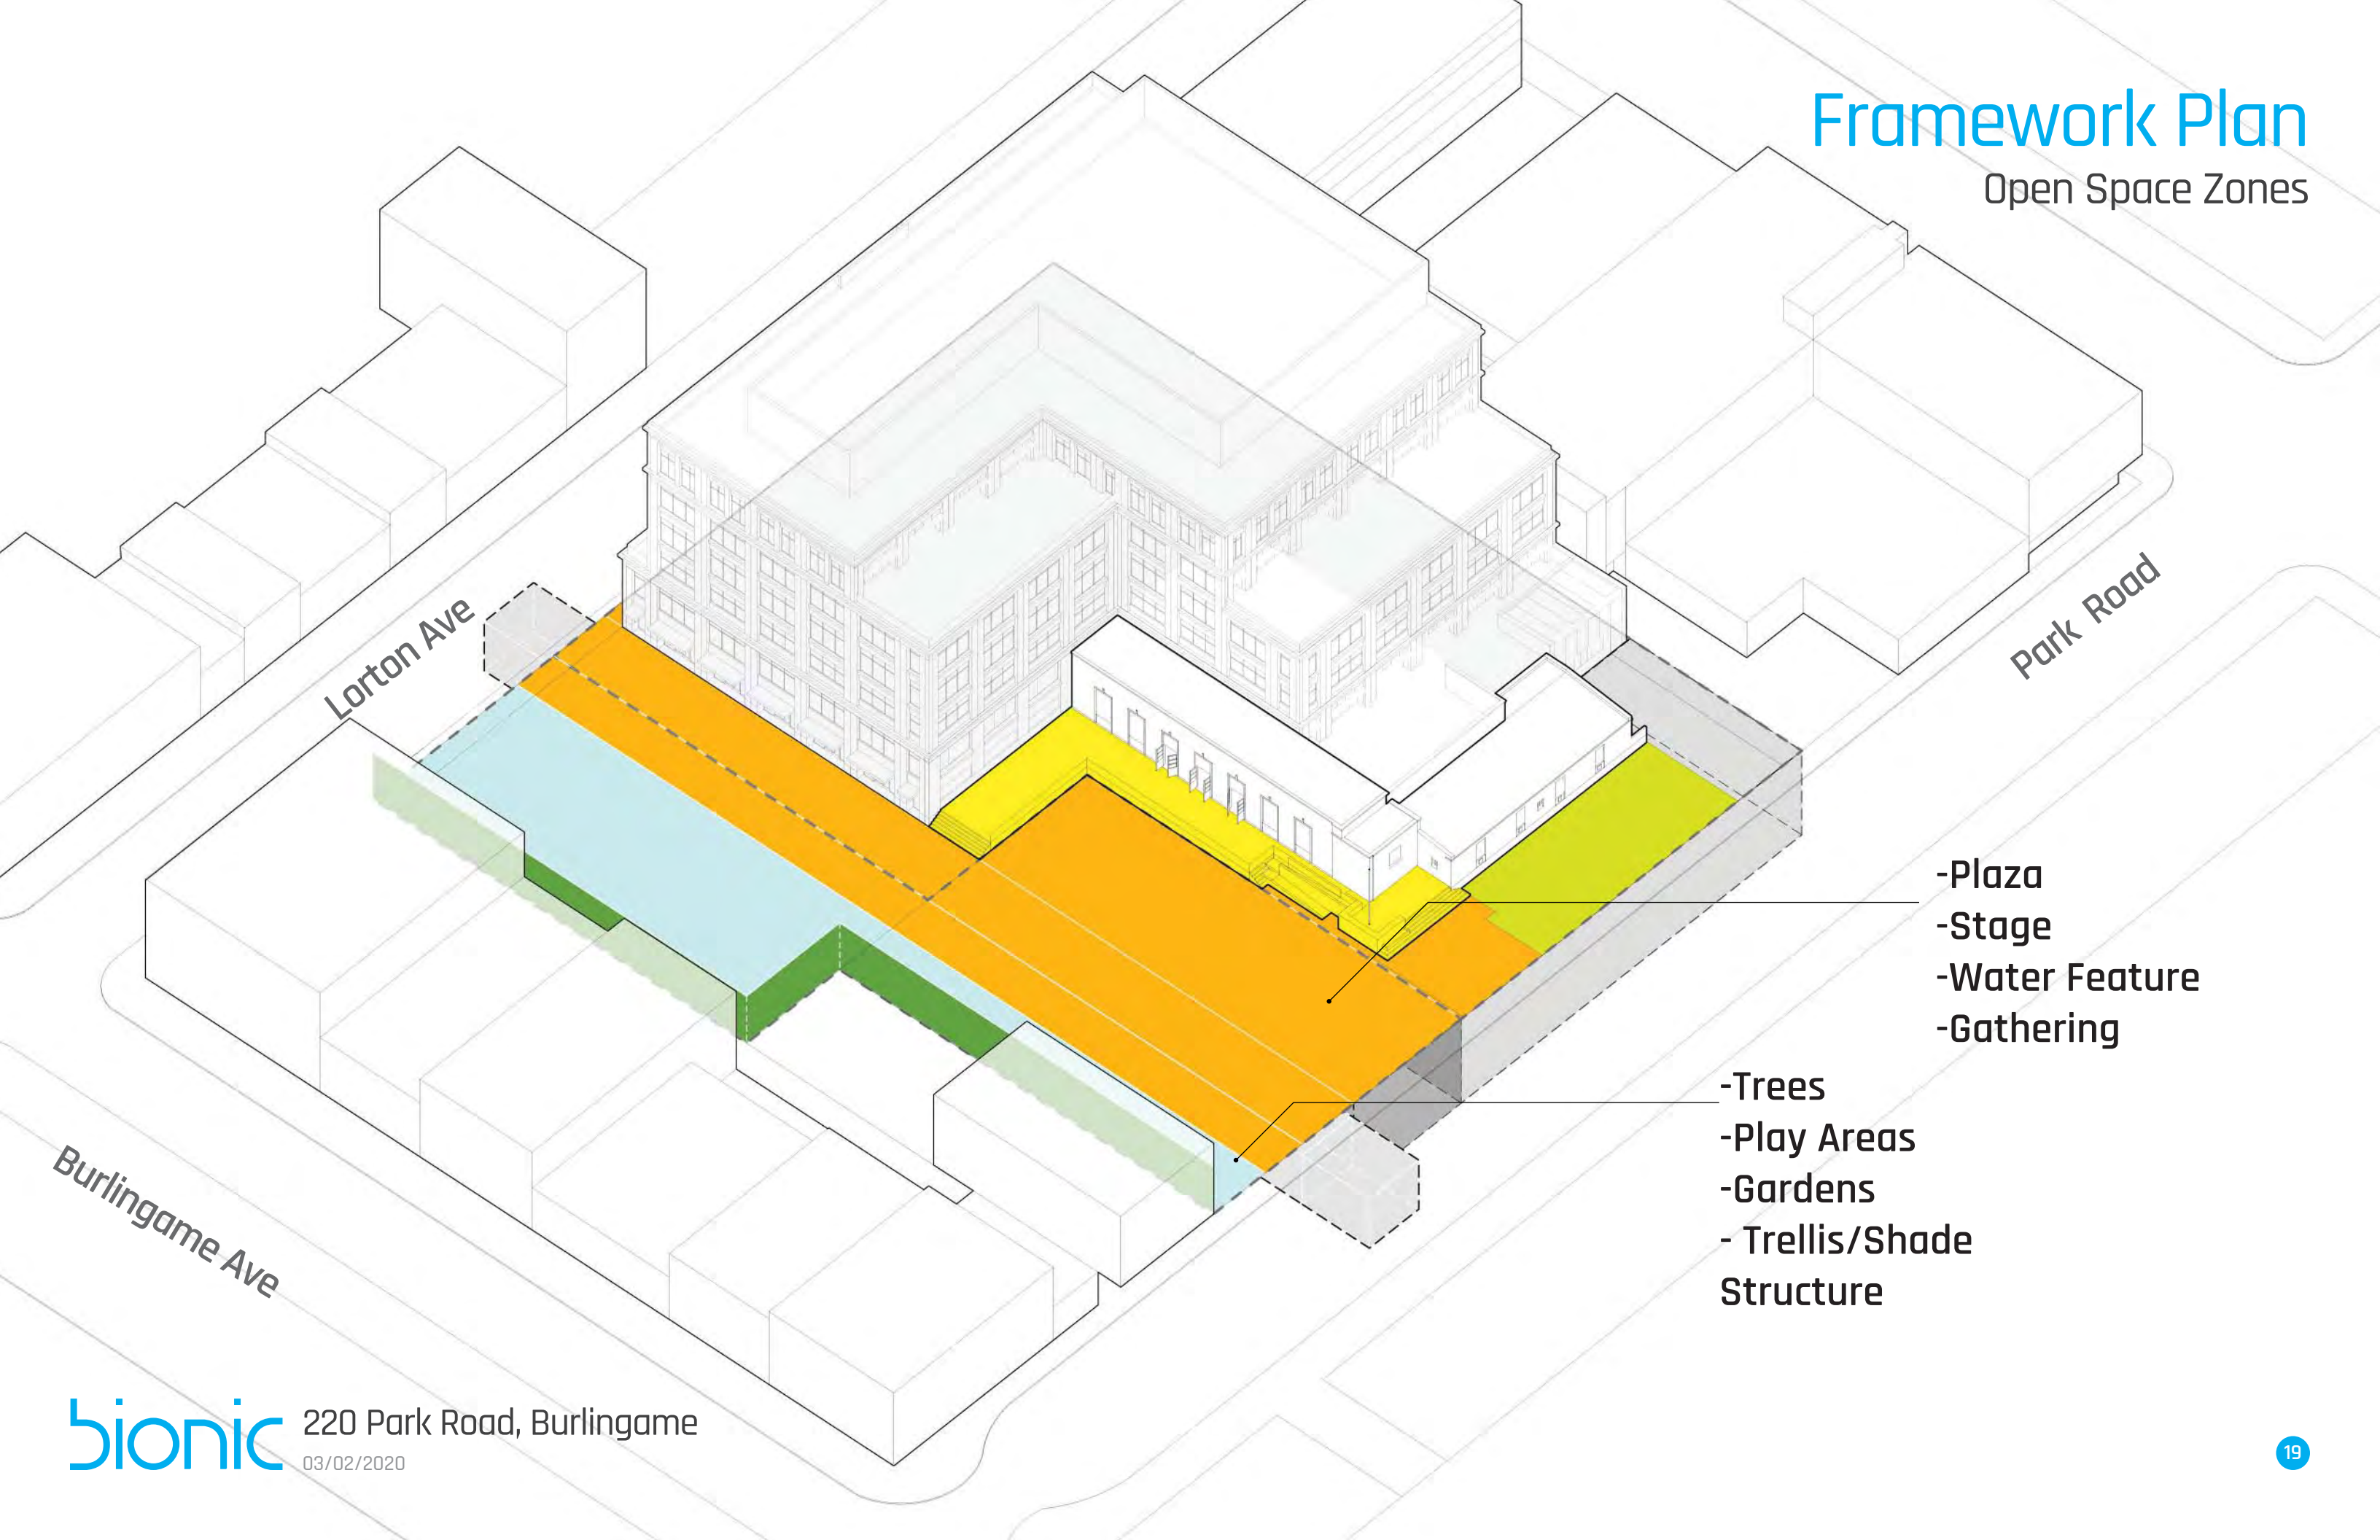 Framework Plan
Open Space Zones
Lorton Ave
Park Road
-Plaza
-Stage
-Water Feature
-Gathering
-Trees
-Play Areas
-Gardens
- Trellis/Shade
Structure
Burlingame Ave
bionic
220 Park Road, Burlingame
03/02/2020
19